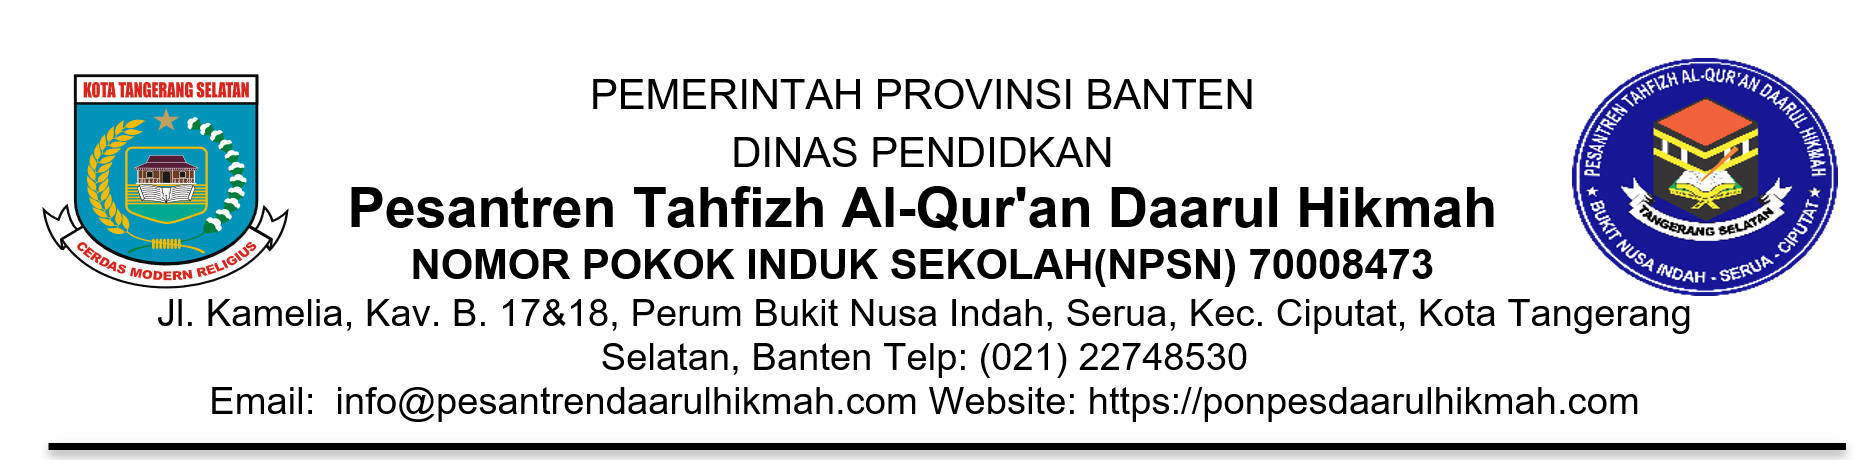 KOTA TANGERANG SELATAN
CERDAS MODERN RELIGIUS
PEMERINTAH PROVINSI BANTEN
DINAS PENDIDKAN
Pesantren Tahfizh Al-Qur'an Daarul Hikmah
NOMOR POKOK INDUK SEKOLAH(NPSN) 70008473
Jl. Kamelia, Kav. B. 17&18, Perum Bukit Nusa Indah, Serua, Kec. Ciputat, Kota Tangerang
Selatan, Banten Telp: (021) 22748530
Email:  info@pesantrendaarulhikmah.com Website: https://ponpesdaarulhikmah.com
PESANTREN TAHFIZH AL-QUR'AN DAARUL HIKMAH
TANGERANG SELATAN
★ BUKIT NUSA INDAH - SERUA - CIPUTAT ★